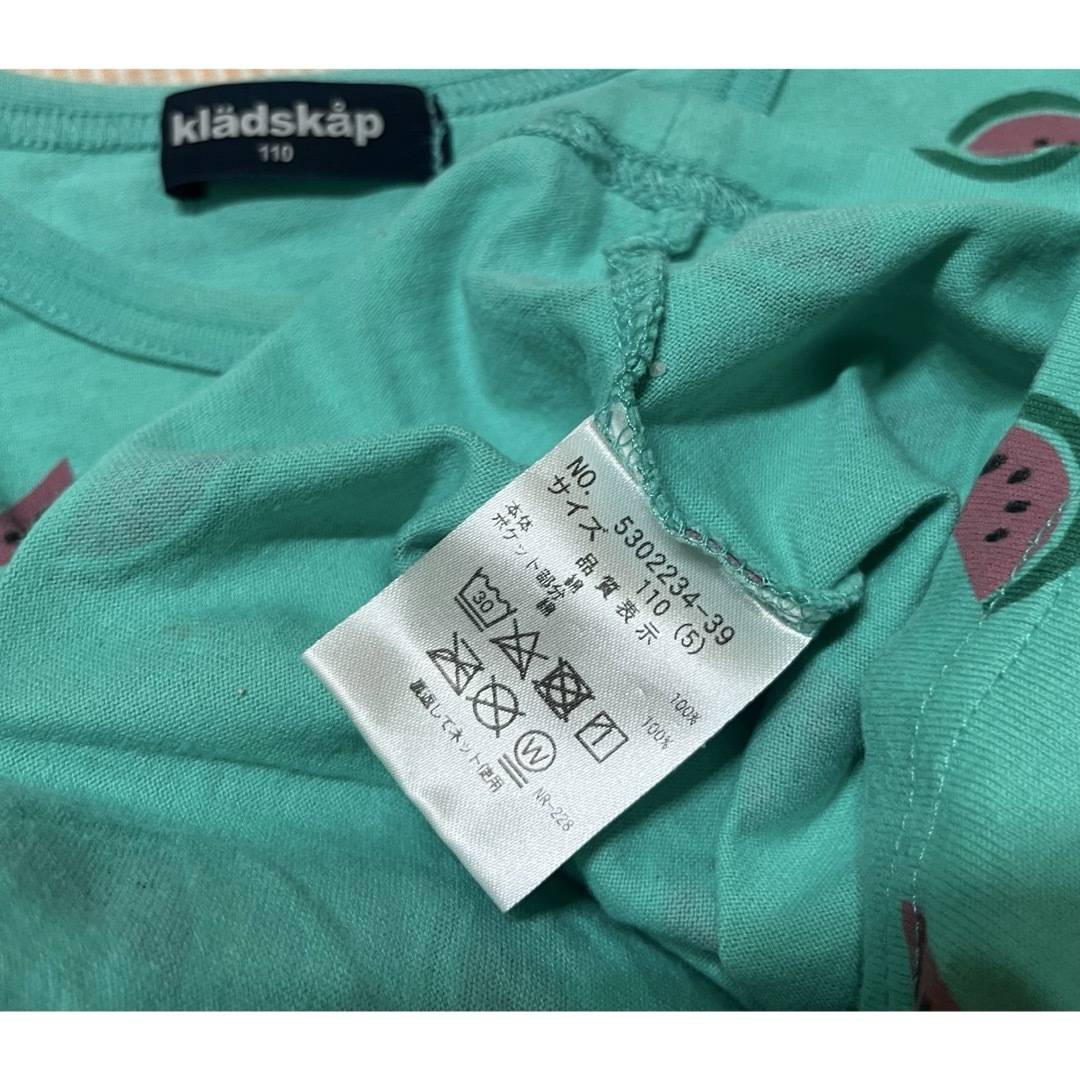 klädskåp
110
NO. 5302234-39
サイズ 110 (5)
品質表示
本体 綿 100%
ポケット部分 綿 100%
30
W
裏返してネット使用
NR-228